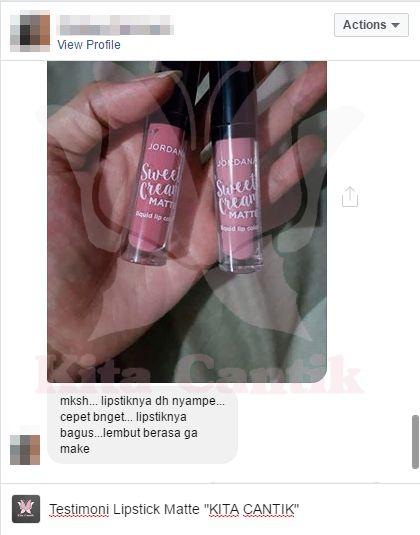 Actions
View Profile
JORDANA
Sweet
Cream
MATTE
liquid lip color
JORDANA
Sweet
Cream
MATTE
liquid lip color
Kita Cantik
mksh... lipstiknya dh nyampe...
cepet bnget... lipstiknya
bagus...lembut berasa ga
make
Testimoni Lipstick Matte "KITA CANTIK"